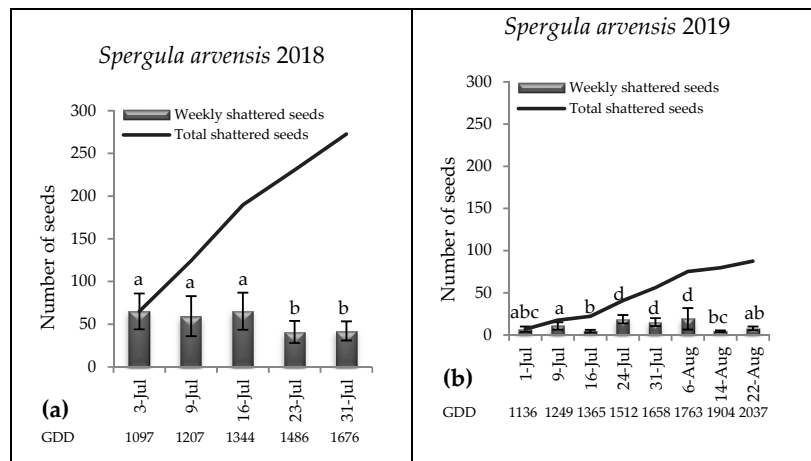 Spergula arvensis 2018
300
250
200
150
100
50
0
Number of seeds
Weekly shattered seeds
Total shattered seeds
a a a b b
3-Jul 9-Jul 16-Jul 23-Jul 31-Jul
(a)
GDD 1097 1207 1344 1486 1676
Spergula arvensis 2019
300
250
200
150
100
50
0
Number of seeds
Weekly shattered seeds
Total shattered seeds
abc a b d d d bc ab
1-Jul 9-Jul 16-Jul 24-Jul 31-Jul 6-Aug 14-Aug 22-Aug
(b)
GDD 1136 1249 1365 1512 1658 1763 1904 2037